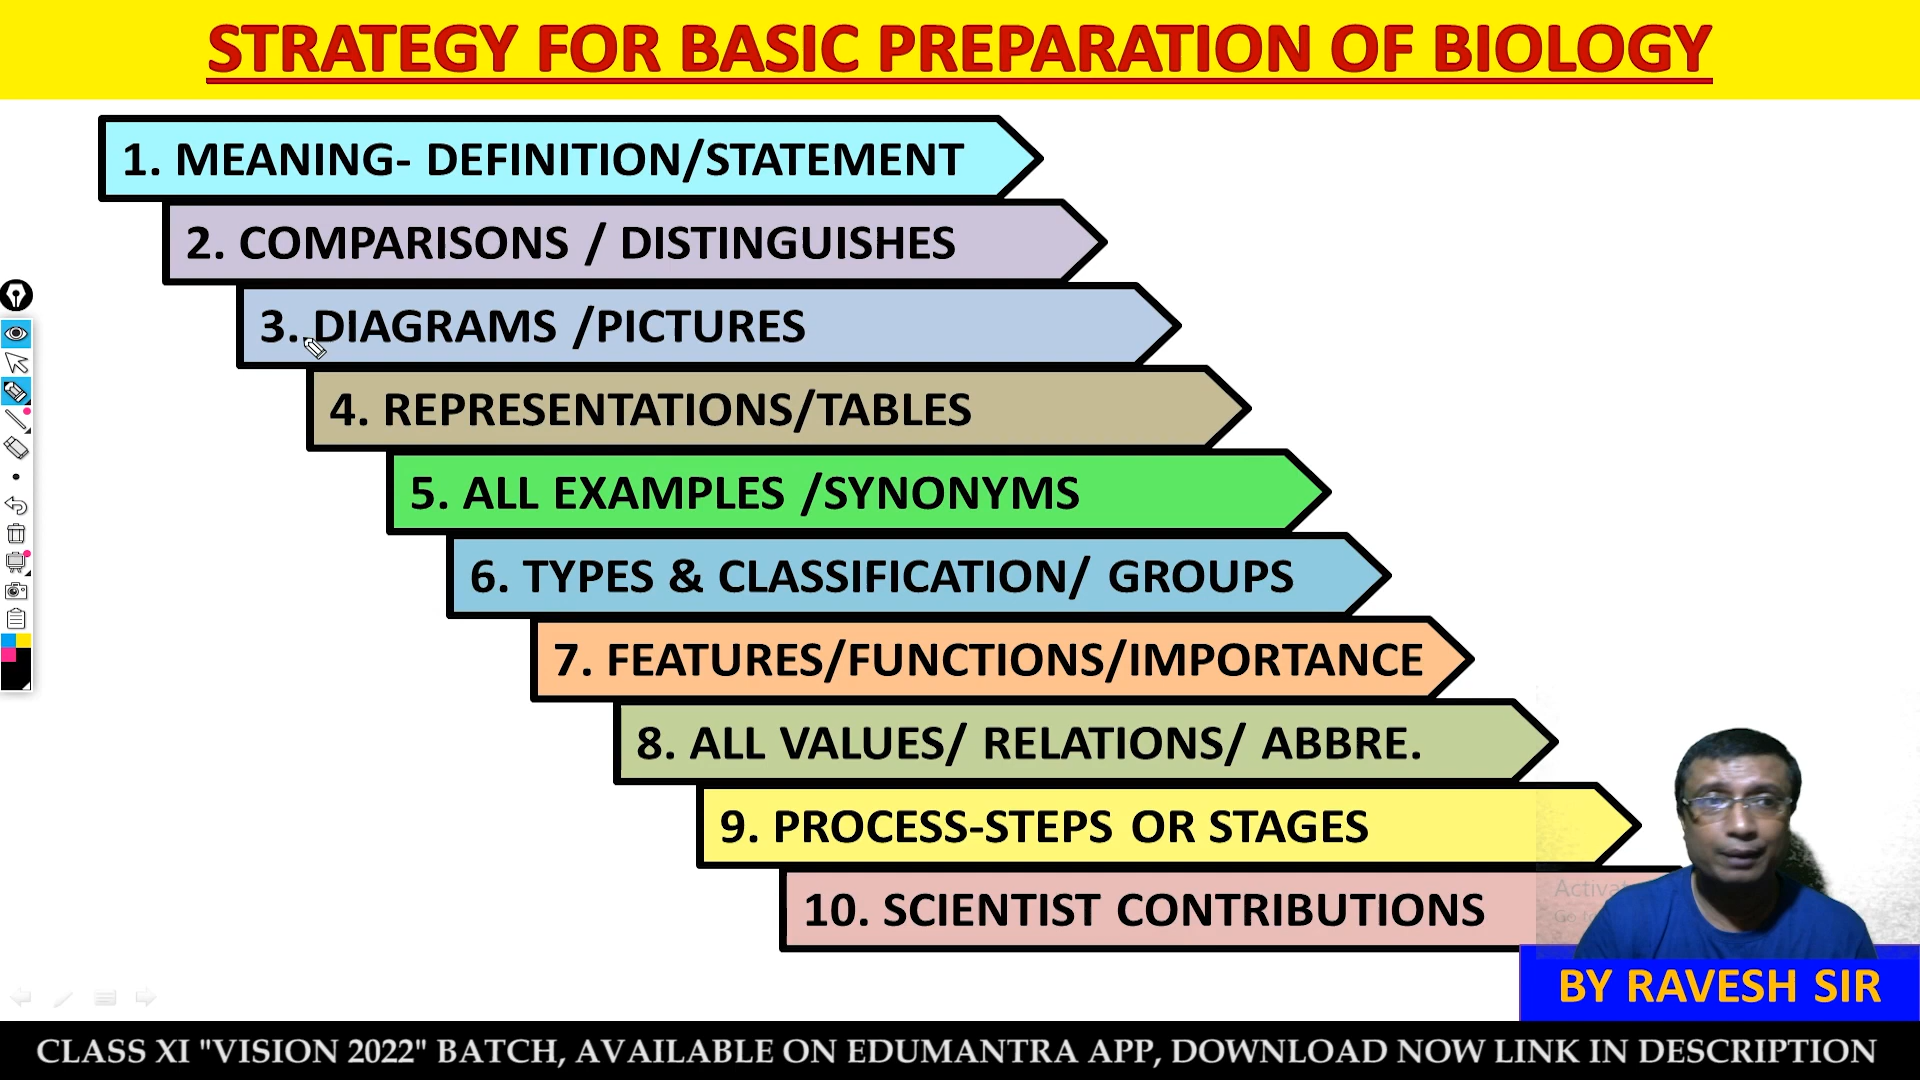 STRATEGY FOR BASIC PREPARATION OF BIOLOGY
1. MEANING- DEFINITION/STATEMENT
2. COMPARISONS / DISTINGUISHES
3. DIAGRAMS /PICTURES
4. REPRESENTATIONS/TABLES
5. ALL EXAMPLES /SYNONYMS
6. TYPES & CLASSIFICATION/ GROUPS
7. FEATURES/FUNCTIONS/IMPORTANCE
8. ALL VALUES/ RELATIONS/ ABBRE.
9. PROCESS-STEPS OR STAGES
10. SCIENTIST CONTRIBUTIONS
BY RAVESH SIR
CLASS XI "VISION 2022" BATCH, AVAILABLE ON EDUMANTRA APP, DOWNLOAD NOW LINK IN DESCRIPTION